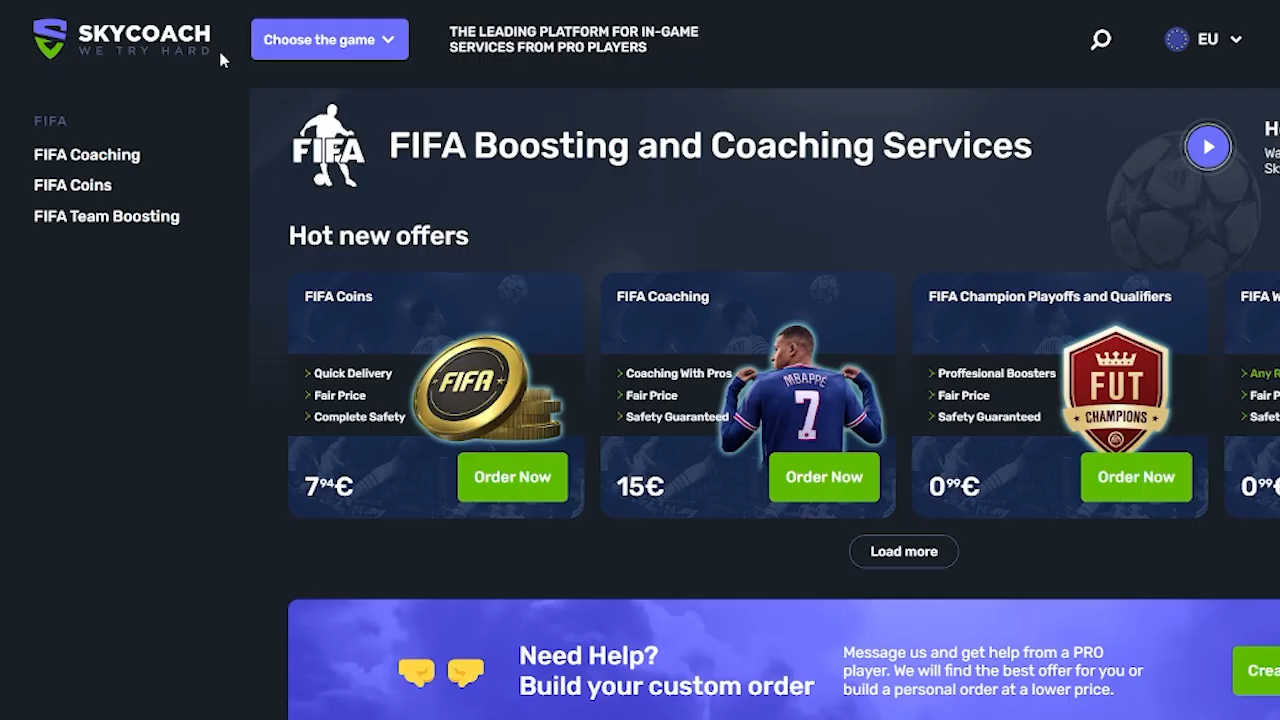 SKYCOACH
WE TRY HARD
Choose the game
THE LEADING PLATFORM FOR IN-GAME
SERVICES FROM PRO PLAYERS
EU
FIFA
FIFA Coaching
FIFA Coins
FIFA Team Boosting
FIFA
FIFA Boosting and Coaching Services
Hot new offers
FIFA Coins
Quick Delivery
Fair Price
Complete Safety
FIFA
7⁹⁴€
Order Now
FIFA Coaching
Coaching With Pros
Fair Price
Safety Guaranteed
MBAPPE
7
15€
Order Now
FIFA Champion Playoffs and Qualifiers
Proffesional Boosters
Fair Price
Safety Guaranteed
FUT
CHAMPIONS
0⁹⁹€
Order Now
FIFA
Any
0⁹⁹€
Load more
Need Help?
Build your custom order
Message us and get help from a PRO
player. We will find the best offer for you or
build a personal order at a lower price.